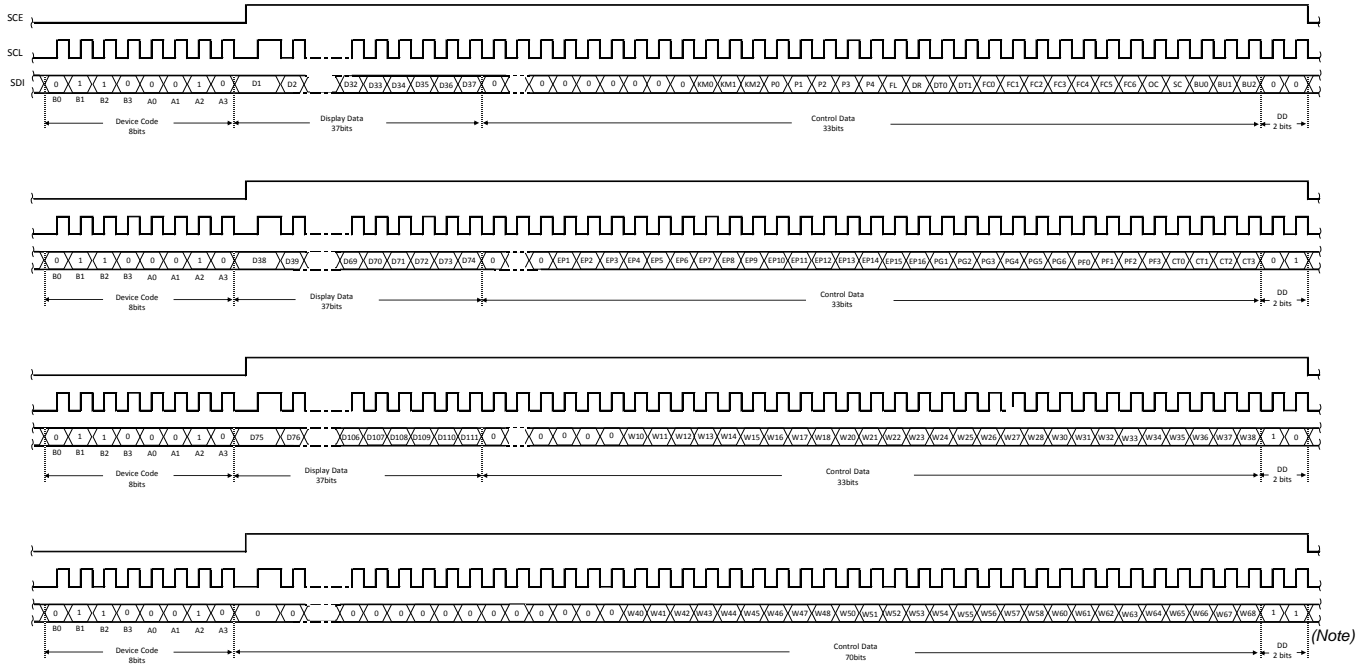 SCE
SCL
SDI 0 1 1 0 0 0 1 0 D1 D2 D32 D33 D34 D35 D36 D37 0 0 0 0 0 0 0 0 KM0 KM1 KM2 P0 P1 P2 P3 P4 FL DR DT0 DT1 FC0 FC1 FC2 FC3 FC4 FC5 FC6 OC SC BU0 BU1 BU2 0 0
B0 B1 B2 B3 A0 A1 A2 A3
Device Code Display Data Control Data DD
8bits 37bits 33bits 2 bits
0 1 1 0 0 0 1 0 D38 D39 D69 D70 D71 D72 D73 D74 0 0 EP1 EP2 EP3 EP4 EP5 EP6 EP7 EP8 EP9 EP10 EP11 EP12 EP13 EP14 EP15 EP16 PG1 PG2 PG3 PG4 PG5 PG6 PF0 PF1 PF2 PF3 CT0 CT1 CT2 CT3 0 1
B0 B1 B2 B3 A0 A1 A2 A3
Device Code Display Data Control Data DD
8bits 37bits 33bits 2 bits
0 1 1 0 0 0 1 0 D75 D76 D106 D107 D108 D109 D110 D111 0 0 0 0 0 W10 W11 W12 W13 W14 W15 W16 W17 W18 W20 W21 W22 W23 W24 W25 W26 W27 W28 W30 W31 W32 W33 W34 W35 W36 W37 W38 1 0
B0 B1 B2 B3 A0 A1 A2 A3
Device Code Display Data Control Data DD
8bits 37bits 33bits 2 bits
0 1 1 0 0 0 1 0 0 0 0 0 0 0 0 0 0 0 0 0 0 0 W40 W41 W42 W43 W44 W45 W46 W47 W48 W50 W51 W52 W53 W54 W55 W56 W57 W58 W60 W61 W62 W63 W64 W65 W66 W67 W68 1 1
B0 B1 B2 B3 A0 A1 A2 A3 (Note)
Device Code Control Data DD
8bits 70bits 2 bits